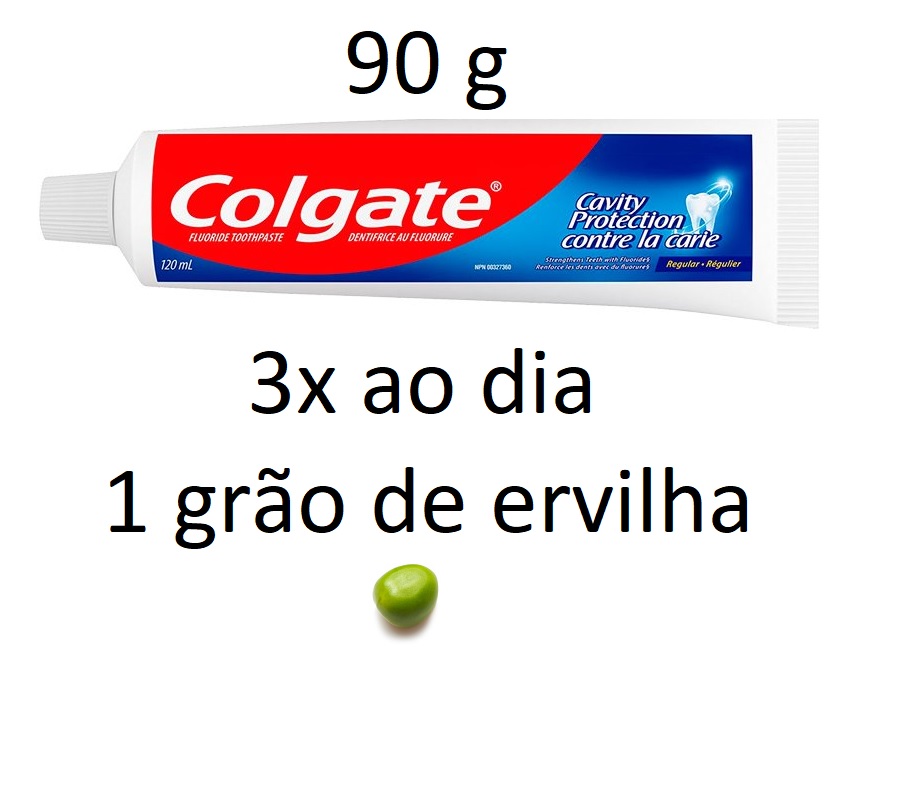 90 g
Colgate®
FLUORIDE TOOTHPASTE DENTIFRICE AU FLUORURE
120 mL
NPN 00327360
Cavity
Protection
contre la carie
Strengthens Teeth with Fluoride§
Renforce les dents avec du fluorure§
Regular • Régulier
3x ao dia
1 grão de ervilha